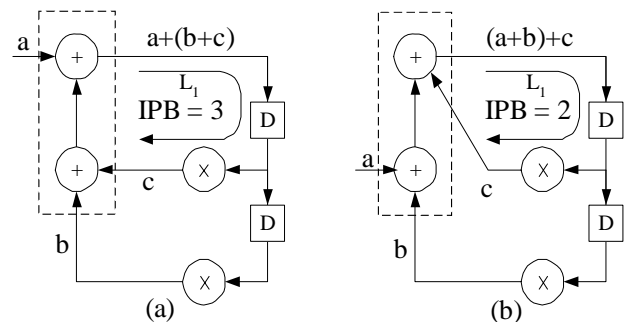 a
+
a+(b+c)
L1
IPB = 3
D
+
c
X
D
b
X
(a)
+
(a+b)+c
L1
IPB = 2
D
a
+
c
X
D
b
X
(b)